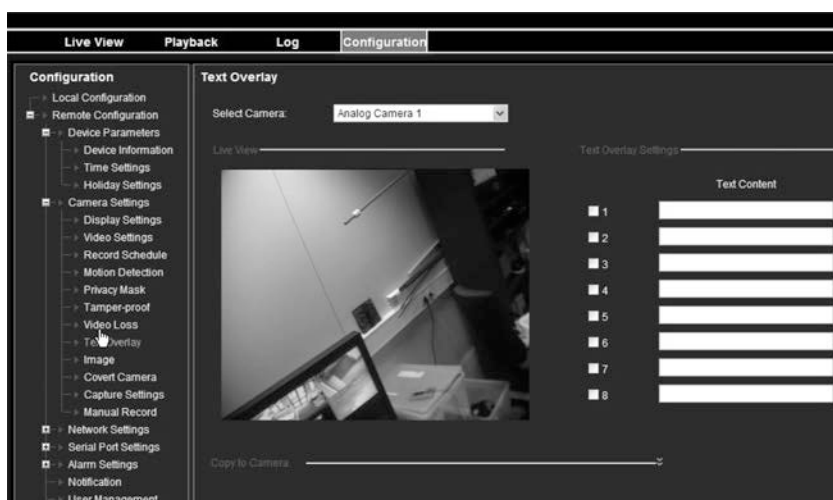 Live View Playback Log Configuration
Configuration
Local Configuration
Remote Configuration
Device Parameters
Device Information
Time Settings
Holiday Settings
Camera Settings
Display Settings
Video Settings
Record Schedule
Motion Detection
Privacy Mask
Tamper-proof
Video Loss
Text Overlay
Image
Covert Camera
Capture Settings
Manual Record
Network Settings
Serial Port Settings
Alarm Settings
Notification
User Management
Text Overlay
Select Camera: Analog Camera 1
Live View
Text Overlay Settings
Text Content
1
2
3
4
5
6
7
8
Copy to Camera